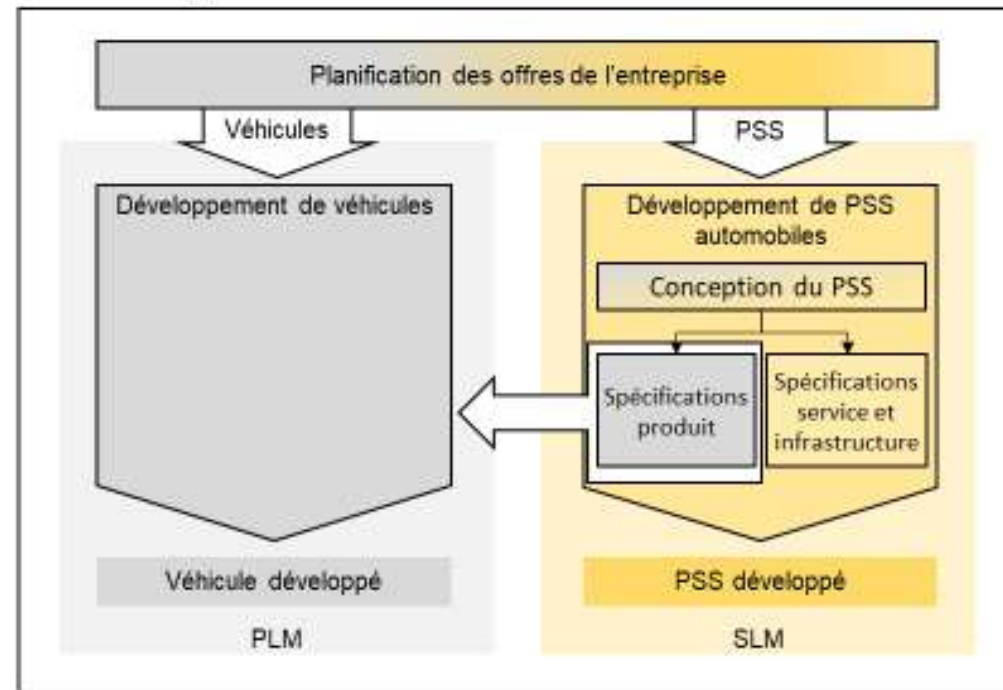 Planification des offres de l'entreprise
Véhicules
PSS
Développement de véhicules
Développement de PSS
automobiles
Conception du PSS
Spécifications
produit
Spécifications
service et
infrastructure
Véhicule développé
PSS développé
PLM
SLM